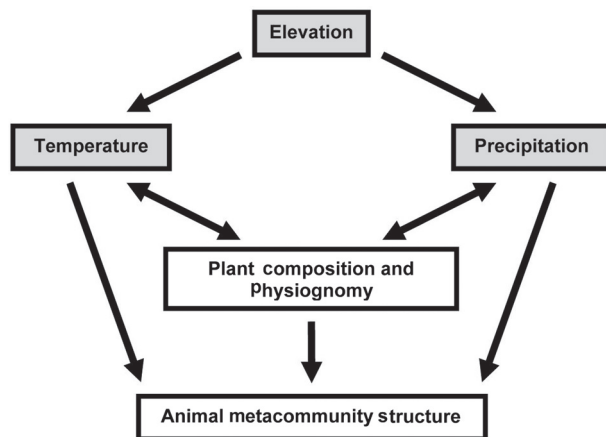 Elevation
Temperature
Precipitation
Plant composition and
Physiognomy
Animal metacommunity structure